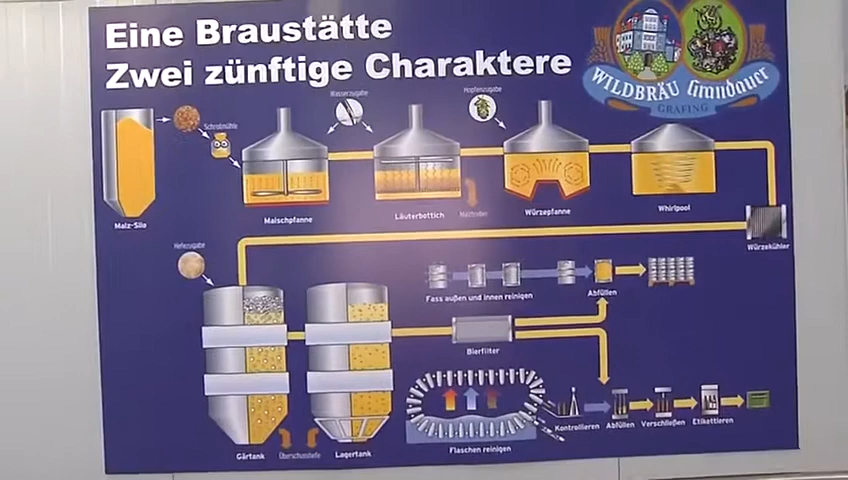 Eine Braustätte
Zwei zünftige Charaktere
WILDBRÄU Grandauer
GRAFING
Wasserzugabe
Hopfenzugabe
Schrotmühle
Malz-Silo
Maischpfanne
Läuterbottich
Malztreber
Würzepfanne
Whirlpool
Würzekühler
Hefezugabe
Fass außen und innen reinigen
Abfüllen
Bierfilter
Gärtank
Überschusshefe
Lagertank
Flaschen reinigen
Kontrollieren
Abfüllen
Verschließen
Etikettieren